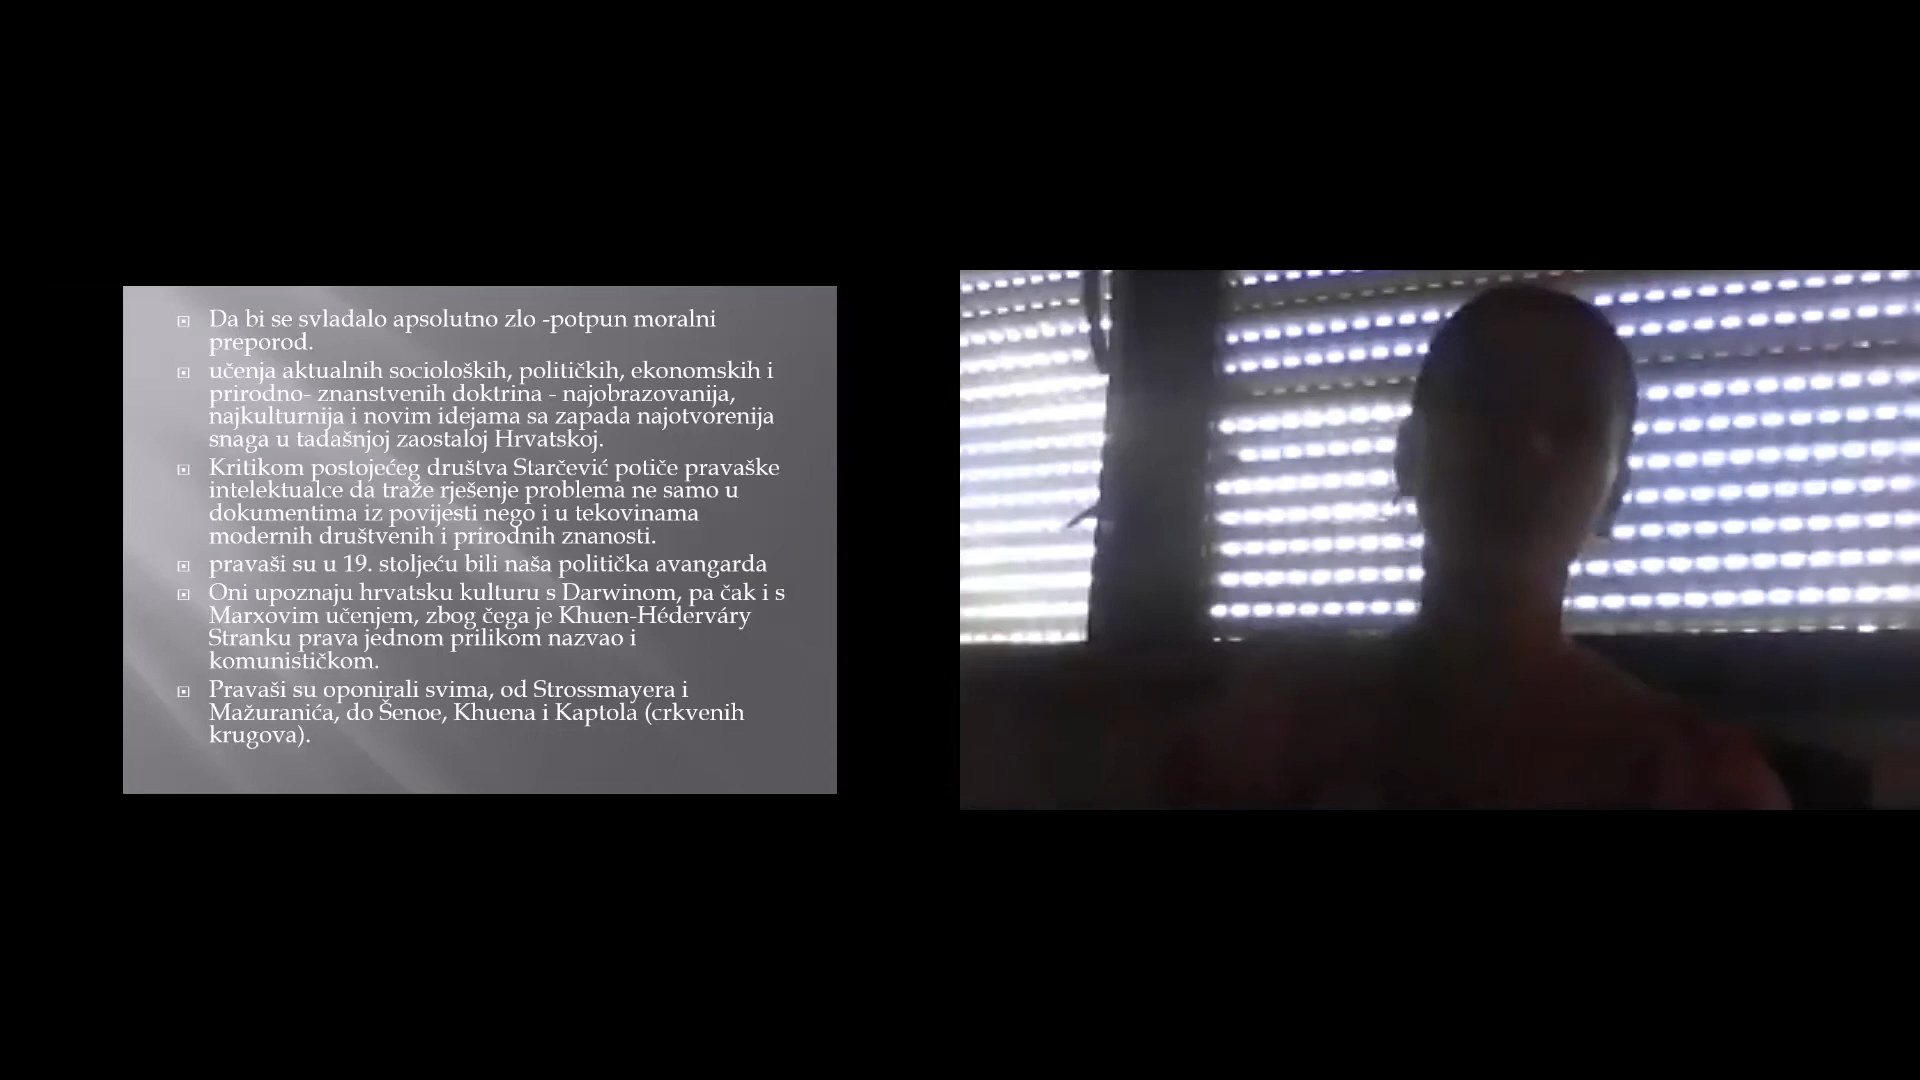 Da bi se svladalo apsolutno zlo -potpun moralni
preporod.
učenja aktualnih socioloških, političkih, ekonomskih i
prirodno- znanstvenih doktrina - najobrazovanija,
najkulturnija i novim idejama sa zapada najotvorenija
snaga u tadašnjoj zaostaloj Hrvatskoj.
Kritikom postojećeg društva Starčević potiče pravaške
intelektualce da traže rješenje problema ne samo u
dokumentima iz povijesti nego i u tekovinama
modernih društvenih i prirodnih znanosti.
pravaši su u 19. stoljeću bili naša politička avangarda
Oni upoznaju hrvatsku kulturu s Darwinom, pa čak i s
Marxovim učenjem, zbog čega je Khuen-Héderváry
Stranku prava jednom prilikom nazvao i
komunističkom.
Pravaši su oponirali svima, od Strossmayera i
Mažuranića, do Šenoe, Khuena i Kaptola (crkvenih
krugova).